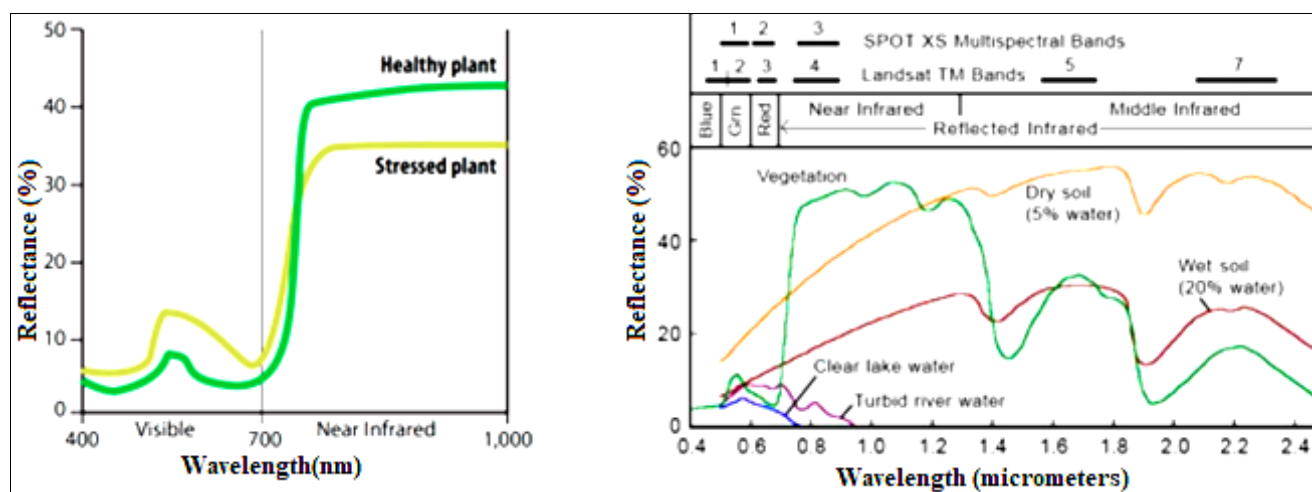 50
40
30
20
10
0
Reflectance (%)
Healthy plant
Stressed plant
400
Visible
700
Near Infrared
1,000
Wavelength(nm)
1 2 3
SPOT XS Multispectral Bands
1 2 3 4
Landsat TM Bands
5 7
Blue
Grn
Red
Near Infrared
Middle Infrared
Reflected Infrared
60
40
20
0
Reflectance (%)
Vegetation
Dry soil
(5% water)
Wet soil
(20% water)
Clear lake water
Turbid river water
0.4 0.6 0.8 1.0 1.2 1.4 1.6 1.8 2.0 2.2 2.4
Wavelength (micrometers)